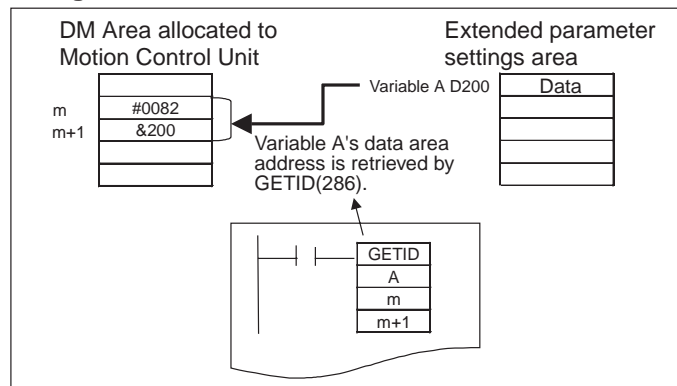 DM Area allocated to
Motion Control Unit
Extended parameter
settings area
Variable A D200
Data
m
#0082
m+1
&200
Variable A's data area
address is retrieved by
GETID(286).
GETID
A
m
m+1